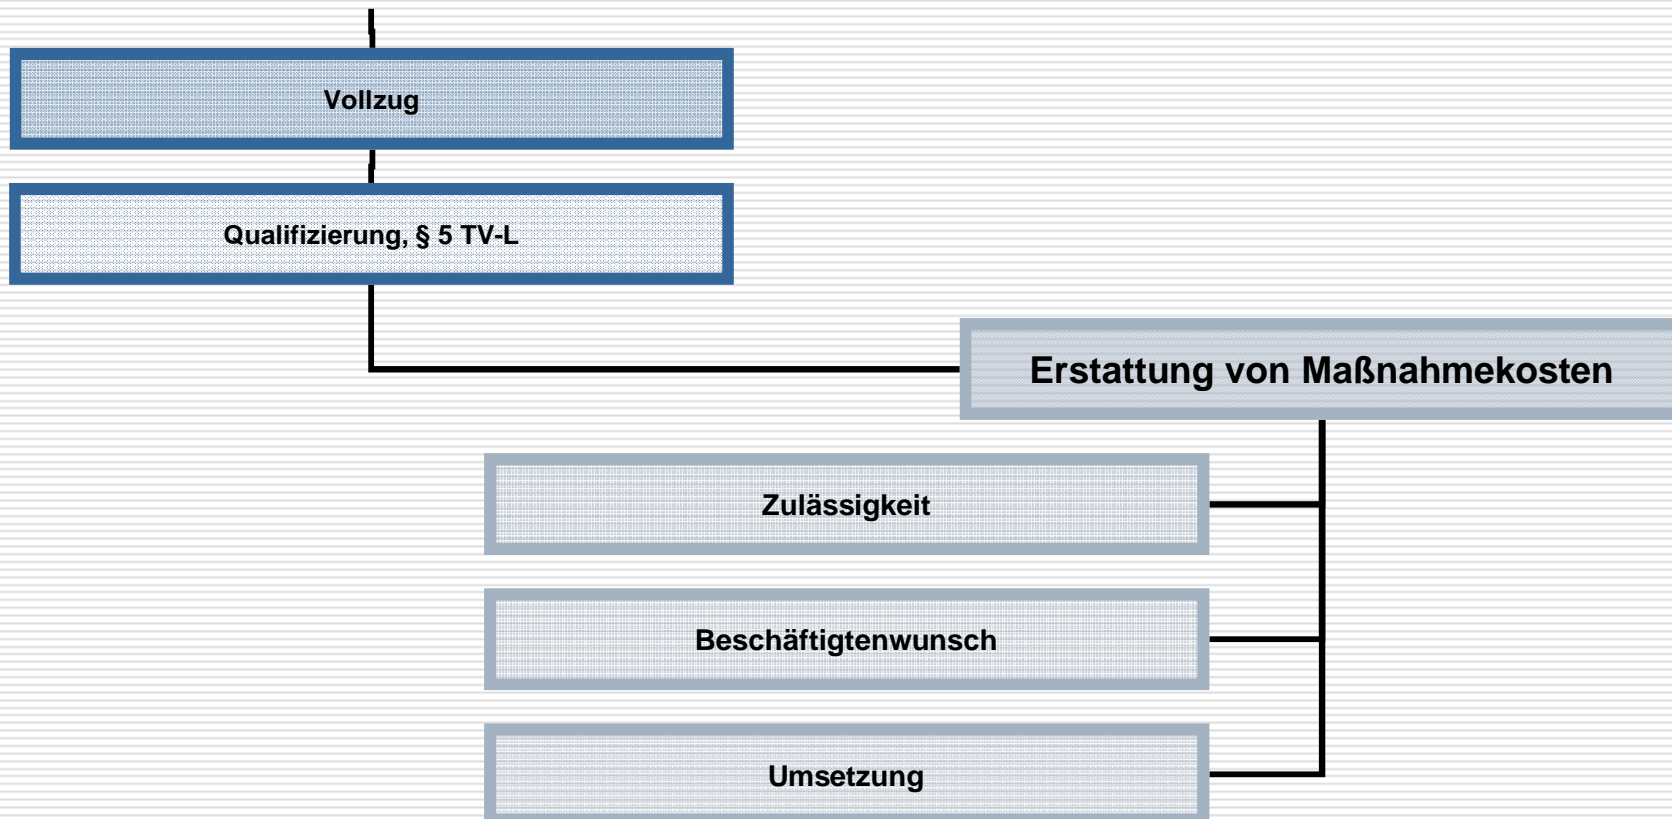 Vollzug
Qualifizierung, § 5 TV-L
Erstattung von Maßnahmekosten
Zulässigkeit
Beschäftigtenwunsch
Umsetzung